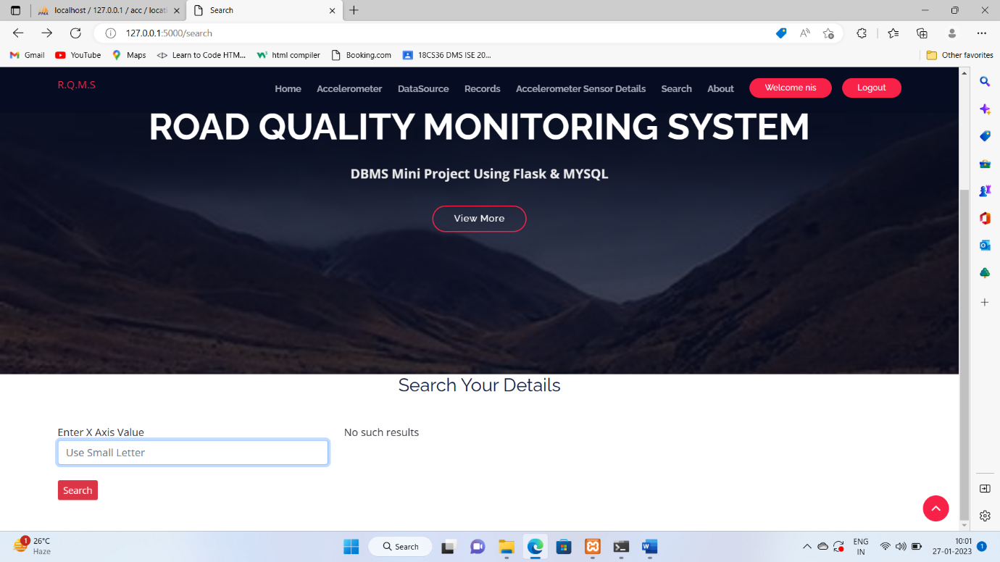 localhost / 127.0.0.1 / acc / locati
Search
127.0.0.1:5000/search
Gmail YouTube Maps Learn to Code HTM... html compiler Booking.com 18CS36 DMS ISE 20... Other favorites
R.Q.M.S Home Accelerometer DataSource Records Accelerometer Sensor Details Search About Welcome nis Logout
ROAD QUALITY MONITORING SYSTEM
DBMS Mini Project Using Flask & MYSQL
View More
Search Your Details
Enter X Axis Value
No such results
Use Small Letter
Search
1 26°C
Haze
Search
ENG
IN
10:01
27-01-2023
1